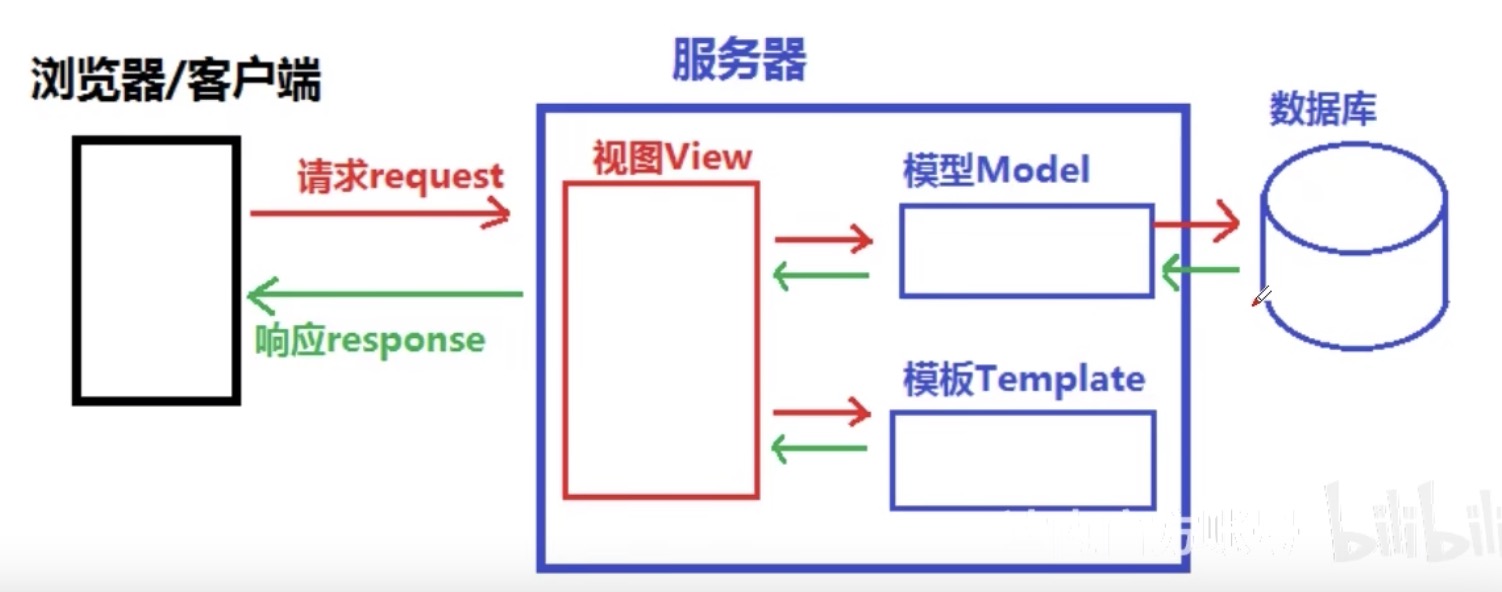 浏览器/客户端
服务器
数据库
请求request
视图View
模型Model
响应response
模板Template
bilibili